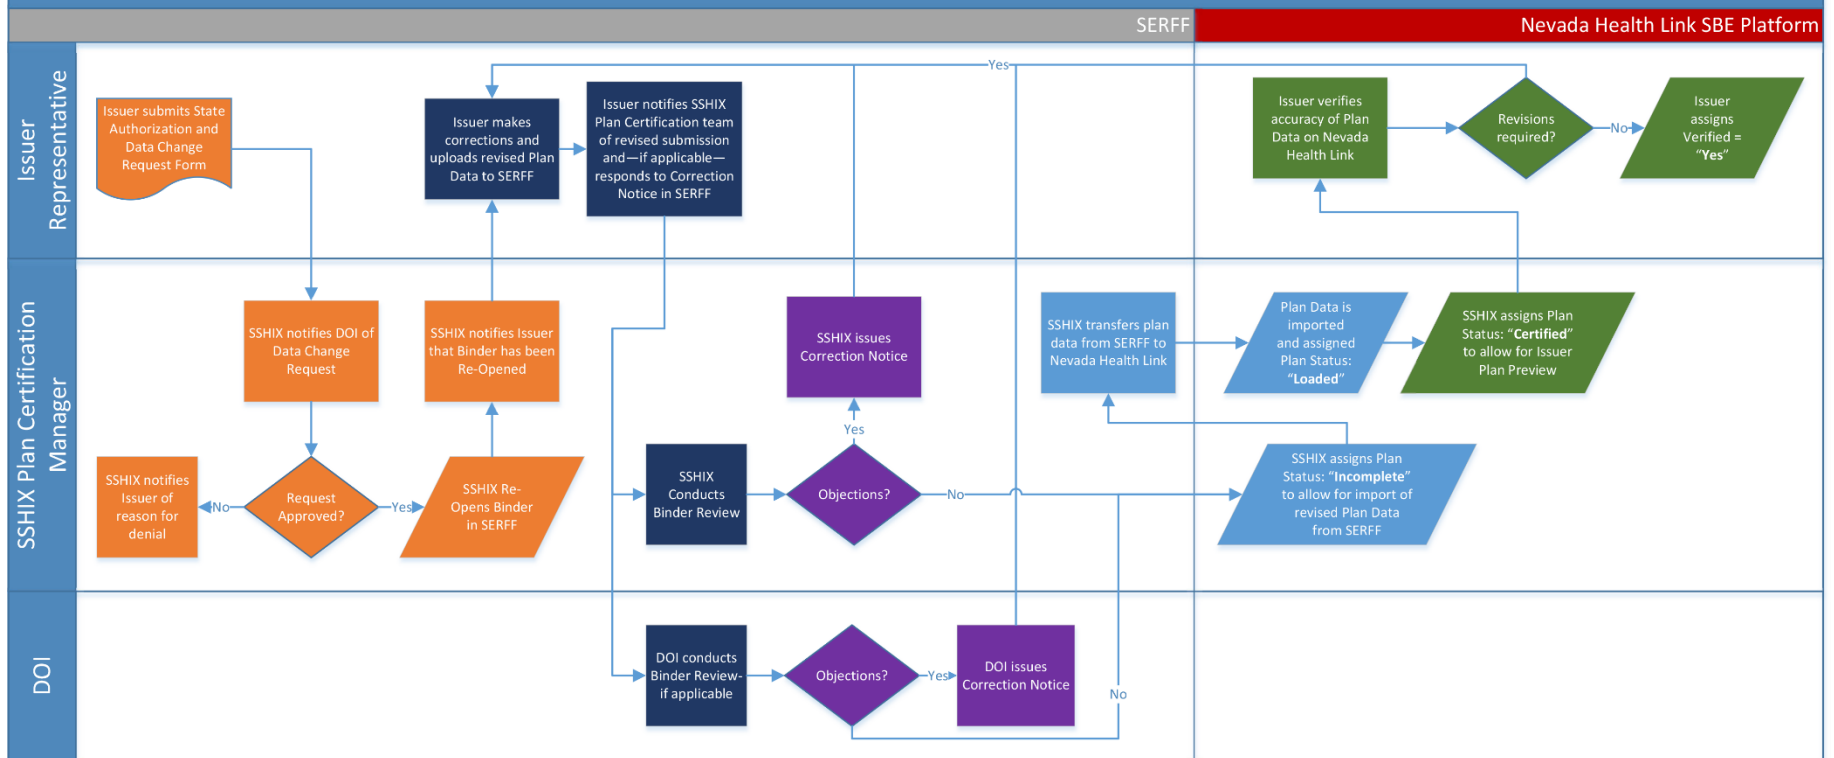 SERFF
Nevada Health Link SBE Platform
Issuer
Representative
Issuer submits State
Authorization and
Data Change
Request Form
Issuer makes
corrections and
uploads revised Plan
Data to SERFF
Issuer notifies SSHIX
Plan Certification team
of revised submission
and—if applicable—
responds to Correction
Notice in SERFF
Yes
Issuer verifies
accuracy of Plan
Data on Nevada
Health Link
Revisions
required?
No
Issuer
assigns
Verified =
“Yes”
SSHIX Plan Certification
Manager
SSHIX notifies DOI of
Data Change
Request
SSHIX notifies Issuer
that Binder has been
Re-Opened
SSHIX issues
Correction Notice
SSHIX transfers plan
data from SERFF to
Nevada Health Link
Plan Data is
imported
and assigned
Plan Status:
“Loaded”
SSHIX assigns Plan
Status: “Certified”
to allow for Issuer
Plan Preview
SSHIX notifies
Issuer of
reason for
denial
No
Request
Approved?
Yes
SSHIX Re-
Opens Binder
in SERFF
SSHIX
Conducts
Binder Review
Yes
Objections?
No
SSHIX assigns Plan
Status: “Incomplete”
to allow for import of
revised Plan Data
from SERFF
DOI
DOI conducts
Binder Review-
if applicable
Objections?
Yes
DOI issues
Correction Notice
No